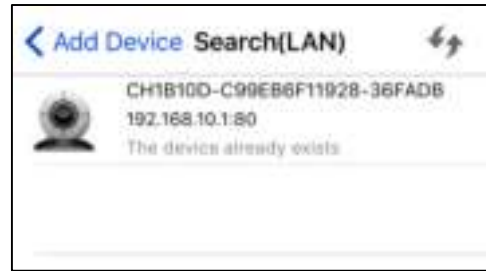 Add Device Search(LAN)
CH1B10D-C99EB6F11928-36FADB
192.168.10.1:80
The device already exists